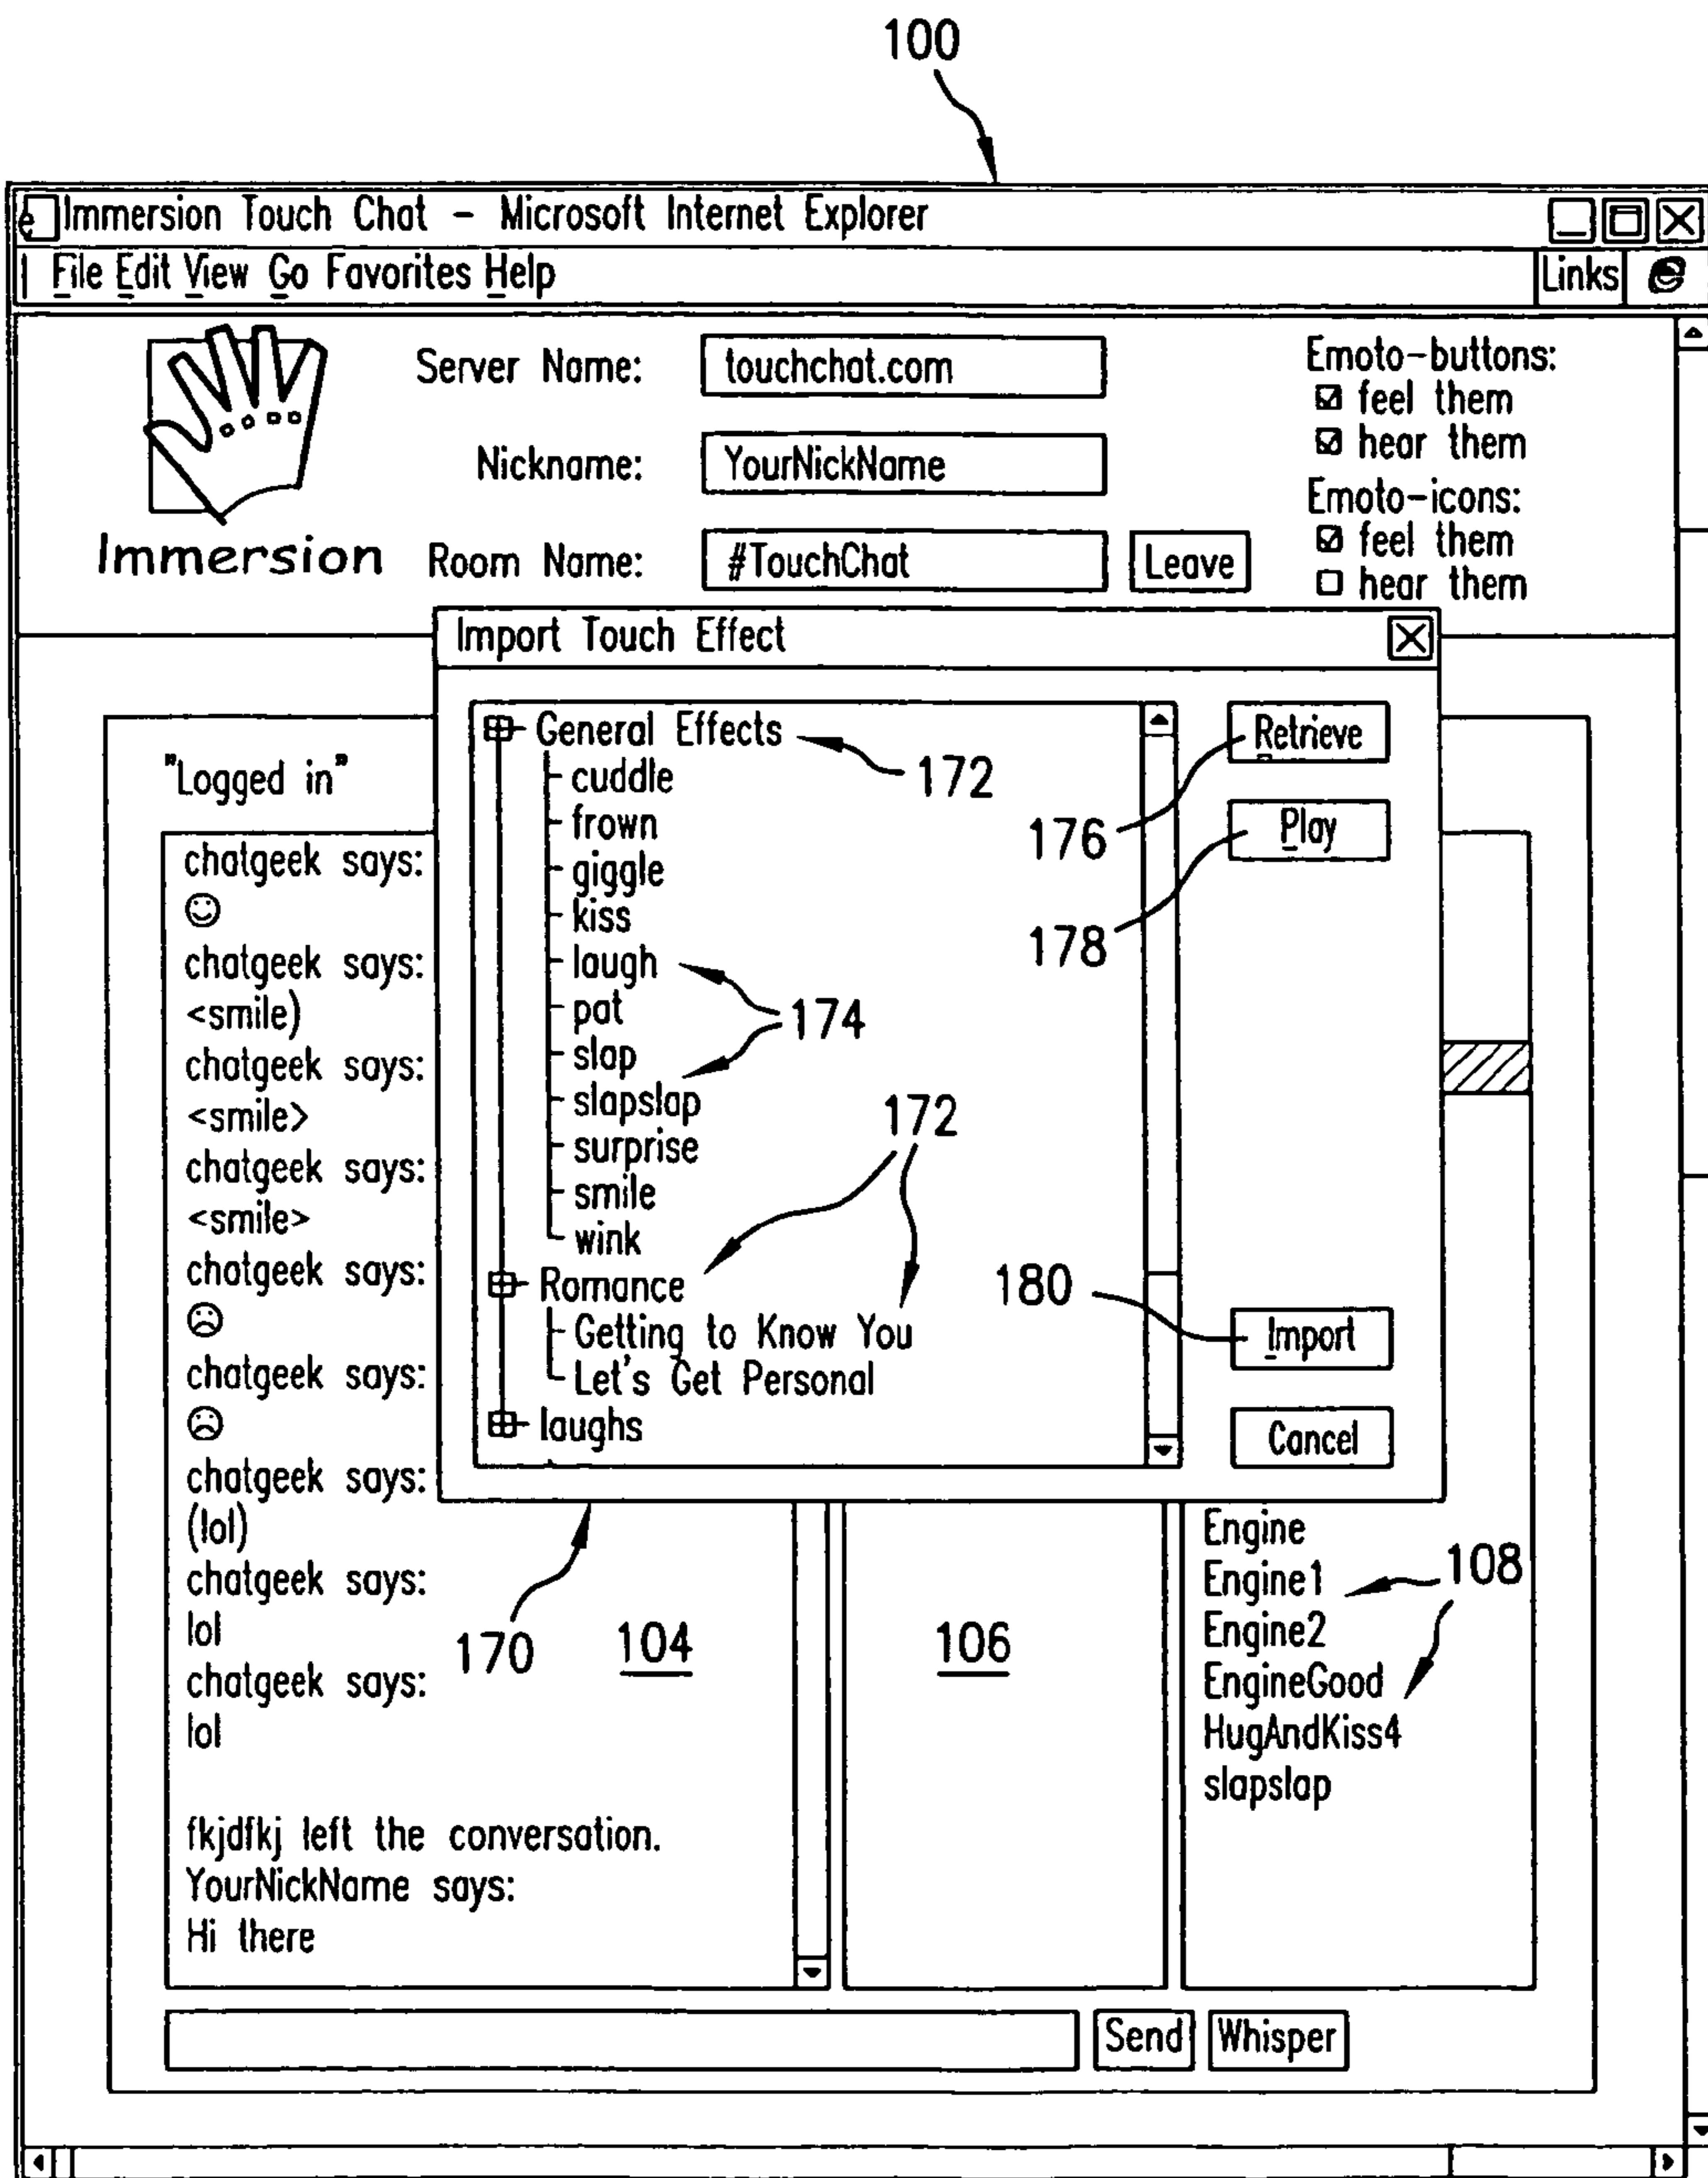 100
Immersion Touch Chat - Microsoft Internet Explorer
File Edit View Go Favorites Help
Links
Server Name:
touchchat.com
Nickname:
YourNickName
Room Name:
#TouchChat
Leave
Immersion
Emoto-buttons:
feel them
hear them
Emoto-icons:
feel them
hear them
Import Touch Effect
General Effects
cuddle
frown
giggle
kiss
laugh
pat
slap
slapslap
surprise
smile
wink
Romance
Getting to Know You
Let's Get Personal
laughs
172
174
172
Retrieve
176
Play
178
180
Import
Cancel
"Logged in"
chatgeek says:
chatgeek says:
<smile)
chatgeek says:
<smile>
chatgeek says:
<smile>
chatgeek says:
chatgeek says:
chatgeek says:
(lol)
chatgeek says:
lol
chatgeek says:
lol
fkjdfkj left the conversation.
YourNickName says:
Hi there
170
104
106
Engine
Engine1
Engine2
EngineGood
HugAndKiss4
slapslap
108
Send
Whisper